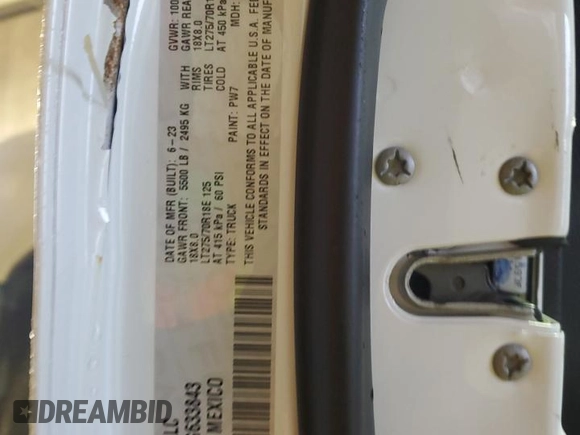 DATE OF MFR (BUILT): 6-23
GVWR: 100
GAWR FRONT: 5500 LB / 2495 KG WITH
GAWR REA
18X8.0 RIMS 18X8.0
LT275/70R18E 125 TIRES LT275/70R1
AT 415 kPa / 60 PSI COLD AT 450 kPa
TYPE: TRUCK PAINT: PW7 MDH:
THIS VEHICLE CONFORMS TO ALL APPLICABLE U.S.A. FE
STANDARDS IN EFFECT ON THE DATE OF MANUF
LC
633843
MEXICO
DREAMBID